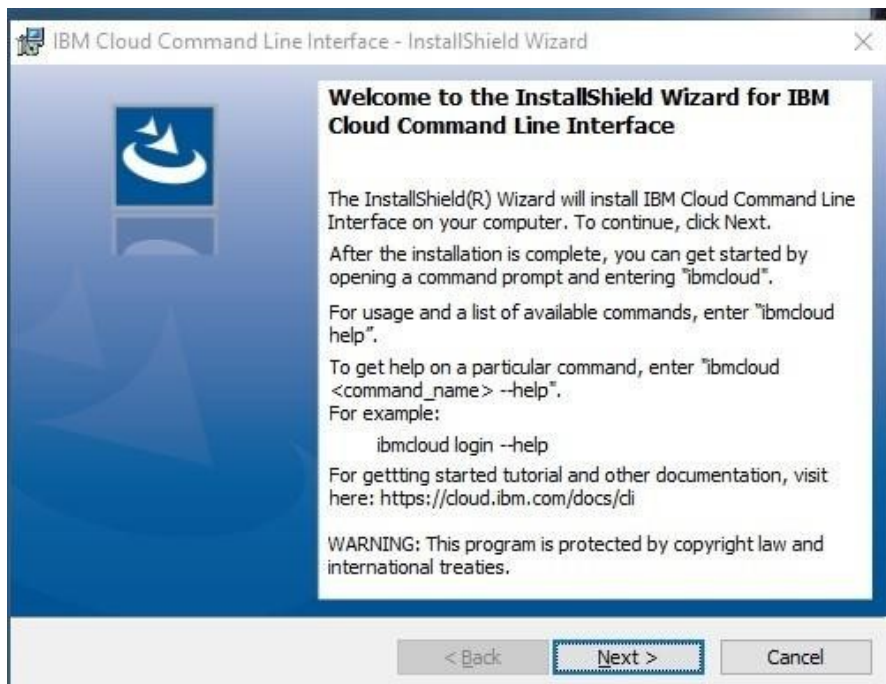 IBM Cloud Command Line Interface - InstallShield Wizard
Welcome to the InstallShield Wizard for IBM
Cloud Command Line Interface
The InstallShield(R) Wizard will install IBM Cloud Command Line
Interface on your computer. To continue, click Next.
After the installation is complete, you can get started by
opening a command prompt and entering "ibmcloud".
For usage and a list of available commands, enter "ibmcloud
help".
To get help on a particular command, enter "ibmcloud
<command_name> --help".
For example:
ibmcloud login --help
For gettting started tutorial and other documentation, visit
here: https://cloud.ibm.com/docs/cli
WARNING: This program is protected by copyright law and
international treaties.
< Back
Next >
Cancel